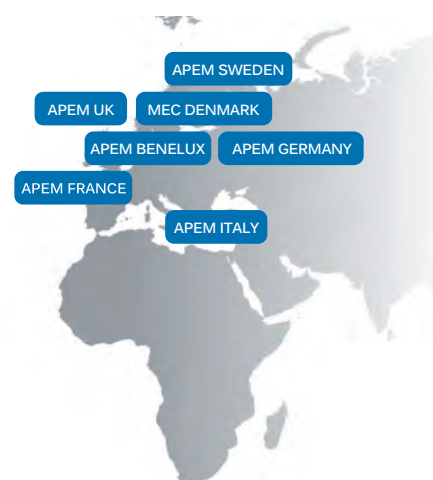 APEM SWEDEN
APEM UK
MEC DENMARK
APEM BENELUX
APEM GERMANY
APEM FRANCE
APEM ITALY